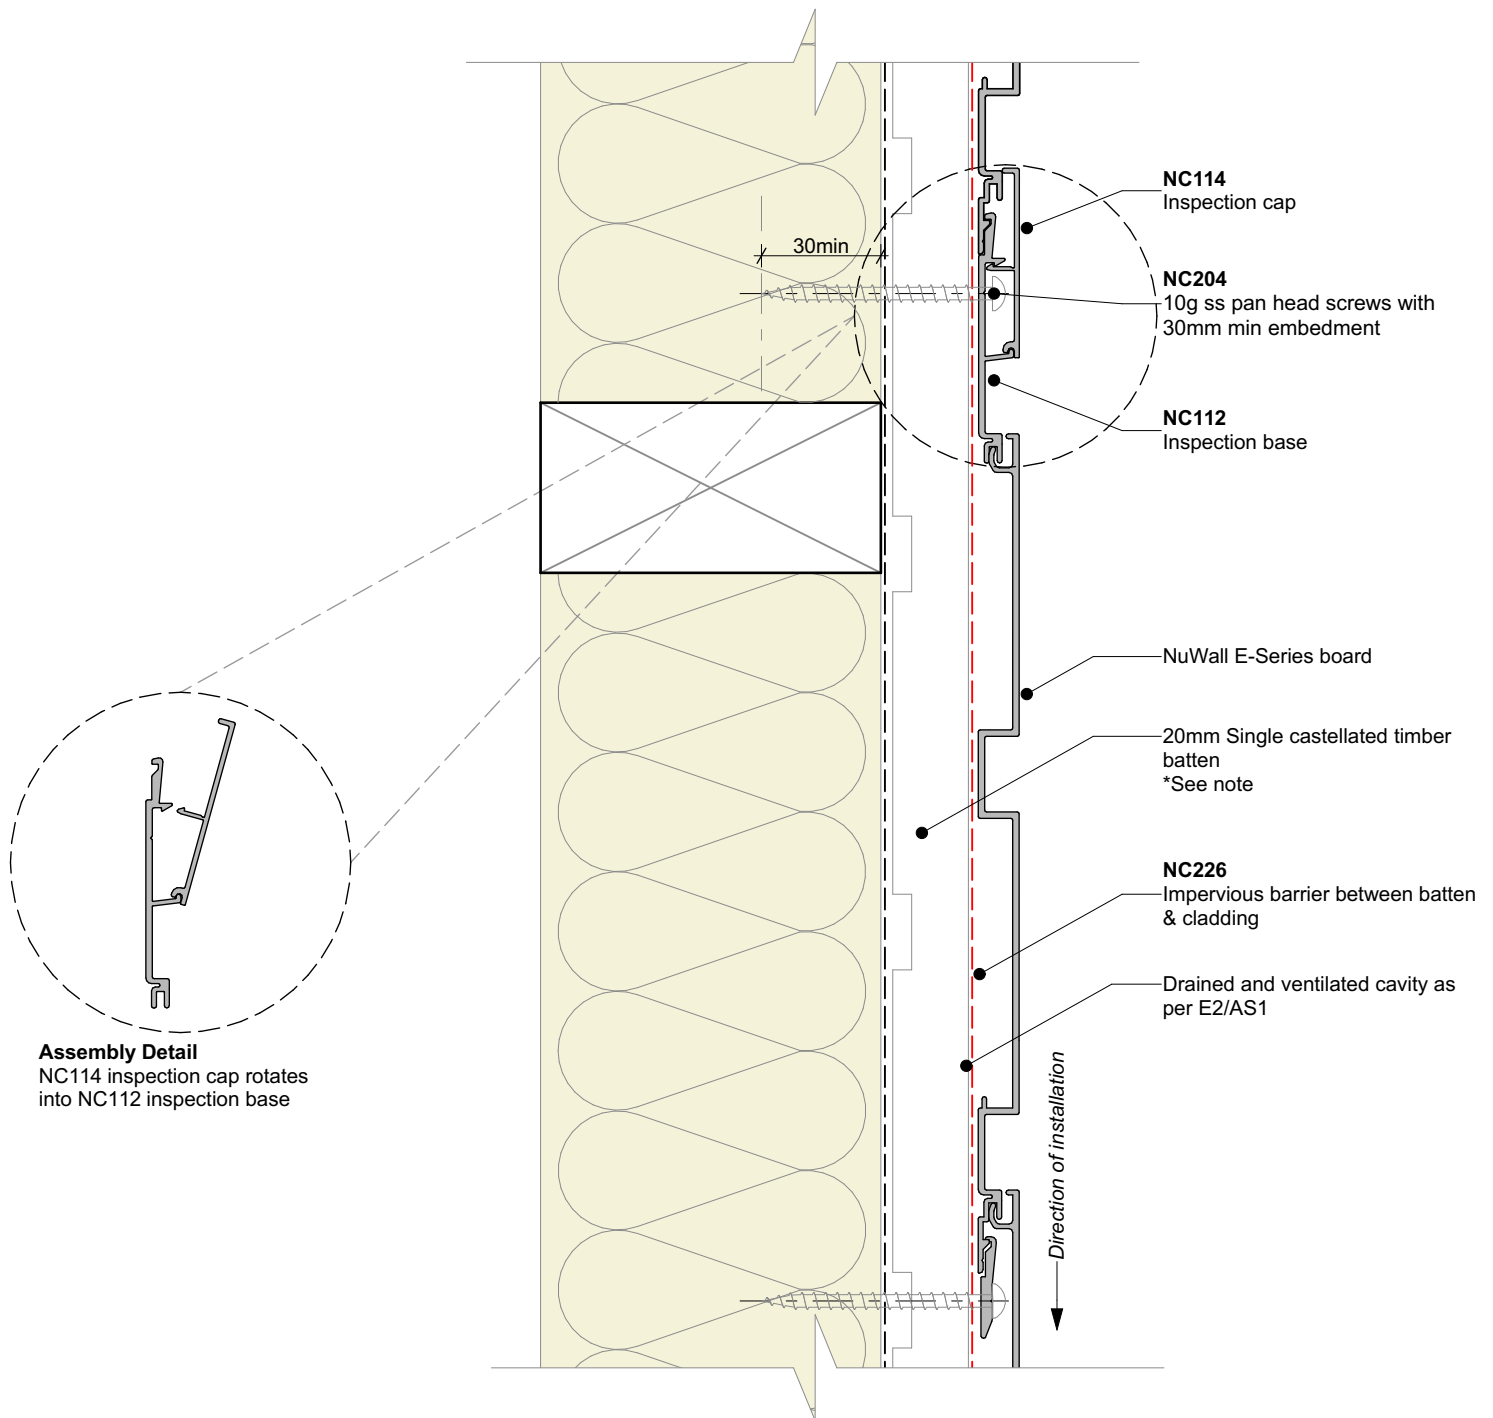 NC114
Inspection cap
30min
NC204
10g ss pan head screws with
30mm min embedment
NC112
Inspection base
NuWall E-Series board
20mm Single castellated timber
batten
*See note
NC226
Impervious barrier between batten
& cladding
Drained and ventilated cavity as
per E2/AS1
Assembly Detail
NC114 inspection cap rotates
into NC112 inspection base
Direction of installation